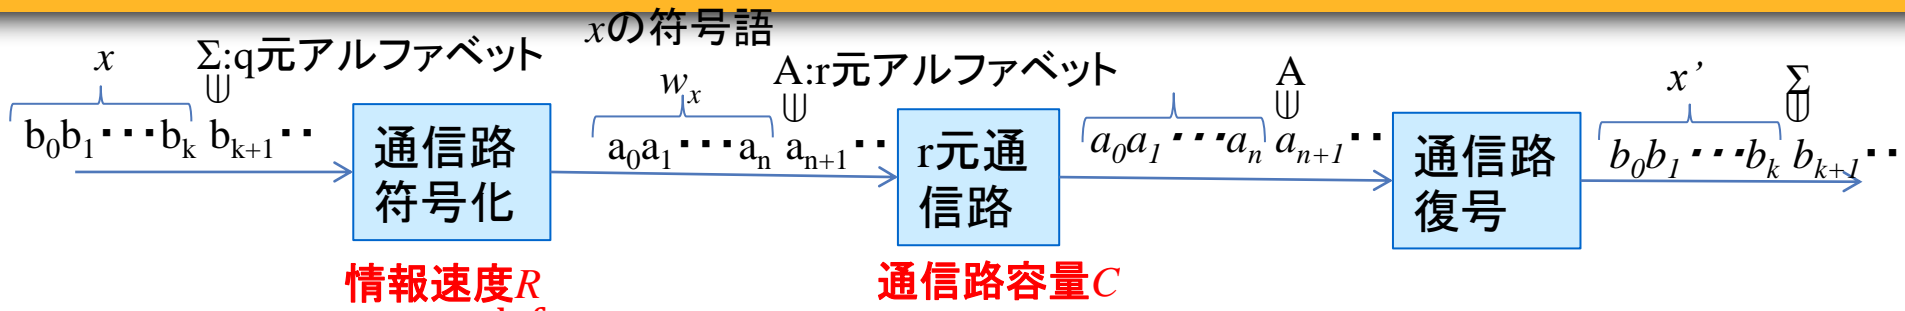 xの符号語
x
Σ:q元アルファベット
w_x
A:r元アルファベット
A
x’
Σ
b0b1・・・bk bk+1・・
通信路
符号化
a0a1・・・an an+1・・
r元通
信路
a0a1・・・an an+1・・
通信路
復号
b0b1・・・bk bk+1・・
情報速度R
通信路容量C